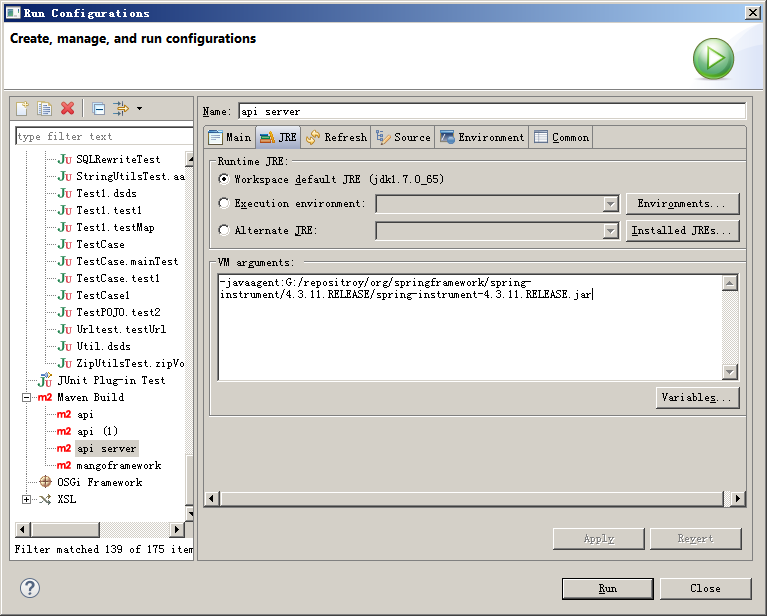 Run Configurations
Create, manage, and run configurations
type filter text
SQLRewriteTest
StringUtilsTest.aa
Test1.dsds
Test1.test1
Test1.testMap
TestCase
TestCase.mainTest
TestCase.test1
TestCase1
TestPOJO.test2
Urltest.testUrl
Util.dsds
ZipUtilsTest.zipVo
JUnit Plug-in Test
m2 Maven Build
m2 api
m2 api (1)
m2 api server
m2 mangoframework
OSGi Framework
XSL
Filter matched 139 of 175 item
Name: api server
Main JRE Refresh Source Environment Common
Runtime JRE:
Workspace default JRE (jdk1.7.0_65)
Execution environment: Environments...
Alternate JRE: Installed JREs...
VM arguments:
-javaagent:G:/repositroy/org/springframework/spring-
instrument/4.3.11.RELEASE/spring-instrument-4.3.11.RELEASE.jar
Variables...
Apply Revert
Run Close